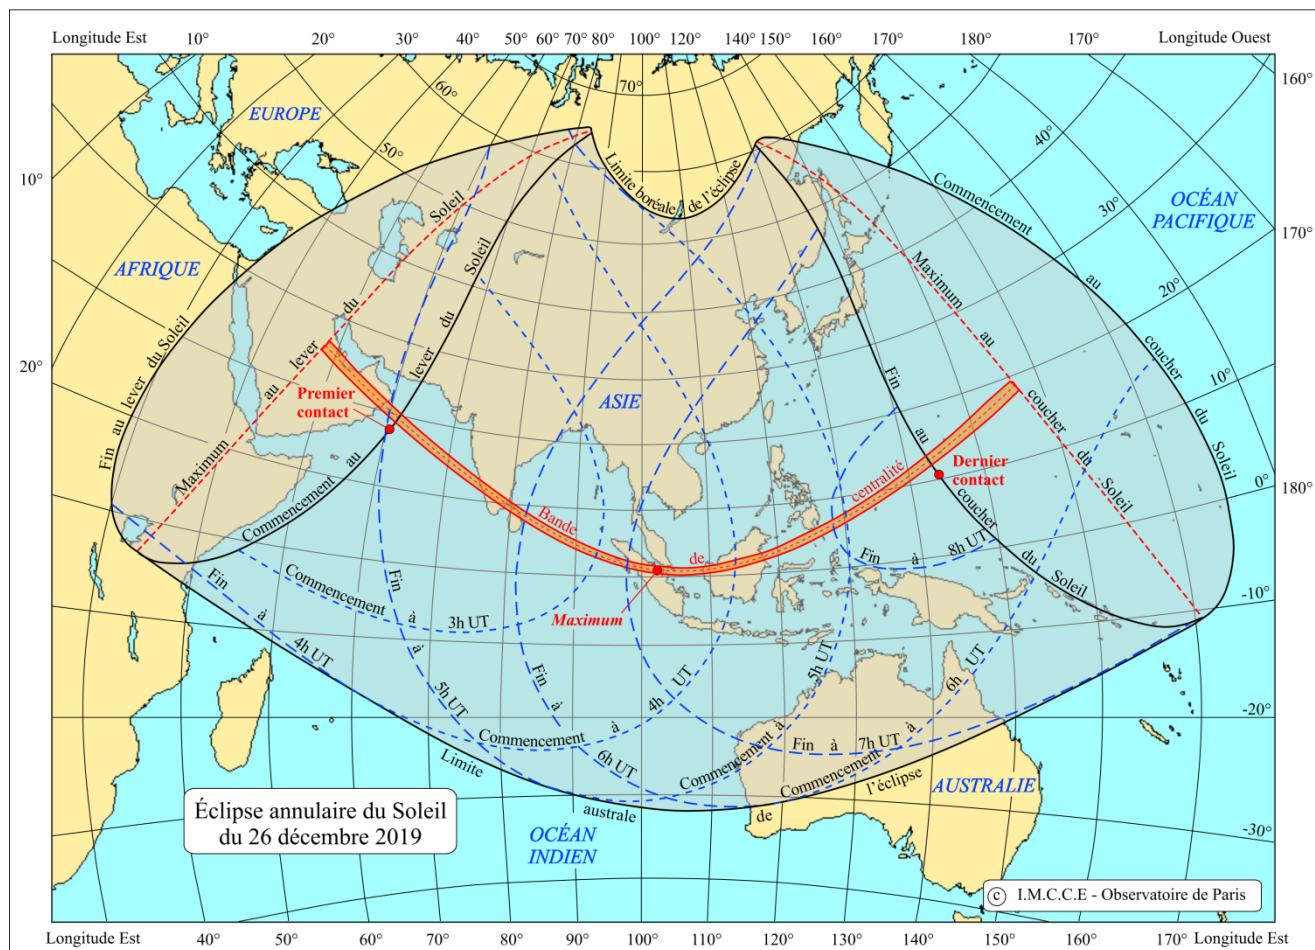 Longitude Est 10° 20° 30° 40° 50° 60° 70° 80° 100° 120° 140° 150° 160° 170° 180° 170° Longitude Ouest
160°
70°
60°
50°
40°
30°
20°
10°
0°
-10°
-20°
-30°
10°
20°
170°
180°
EUROPE
AFRIQUE
ASIE
OCÉAN
PACIFIQUE
OCÉAN
INDIEN
AUSTRALIE
Limite boréale de l'éclipse
Commencement au coucher du Soleil
Maximum au coucher du Soleil
Fin au coucher du Soleil
Fin au lever du Soleil
Maximum au lever du Soleil
Commencement au lever du Soleil
Premier
contact
Dernier
contact
Bande de centralité
Maximum
Commencement à 3h UT
Fin à 4h UT
Commencement à 4h UT
Fin à 5h UT
Commencement à 5h UT
Fin à 6h UT
Commencement à 6h UT
Fin à 7h UT
Fin à 8h UT
Limite australe de l'éclipse
Éclipse annulaire du Soleil
du 26 décembre 2019
© I.M.C.C.E - Observatoire de Paris
Longitude Est 40° 50° 60° 70° 80° 90° 100° 110° 120° 130° 140° 150° 160° Longitude Est